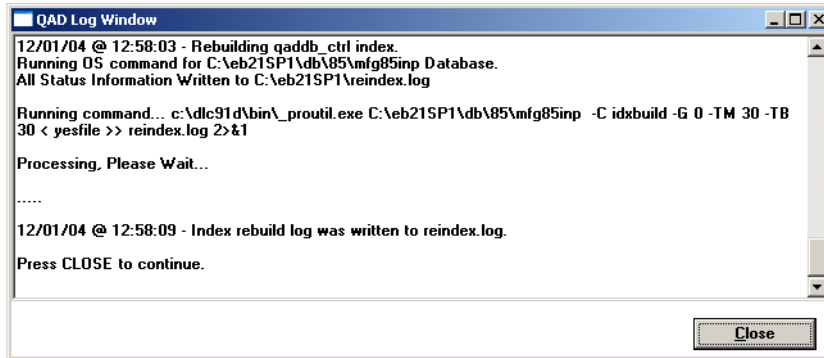 QAD Log Window
12/01/04 @ 12:58:03 - Rebuilding qaddb_ctrl index.
Running OS command for C:\eb21SP1\db\85\mfg85inp Database.
All Status Information Written to C:\eb21SP1\reindex.log
Running command... c:\dlc91d\bin\_proutil.exe C:\eb21SP1\db\85\mfg85inp -C idxbuild -G 0 -TM 30 -TB
30 < yesfile >> reindex.log 2>&1
Processing, Please Wait...
.....
12/01/04 @ 12:58:09 - Index rebuild log was written to reindex.log.
Press CLOSE to continue.
Close